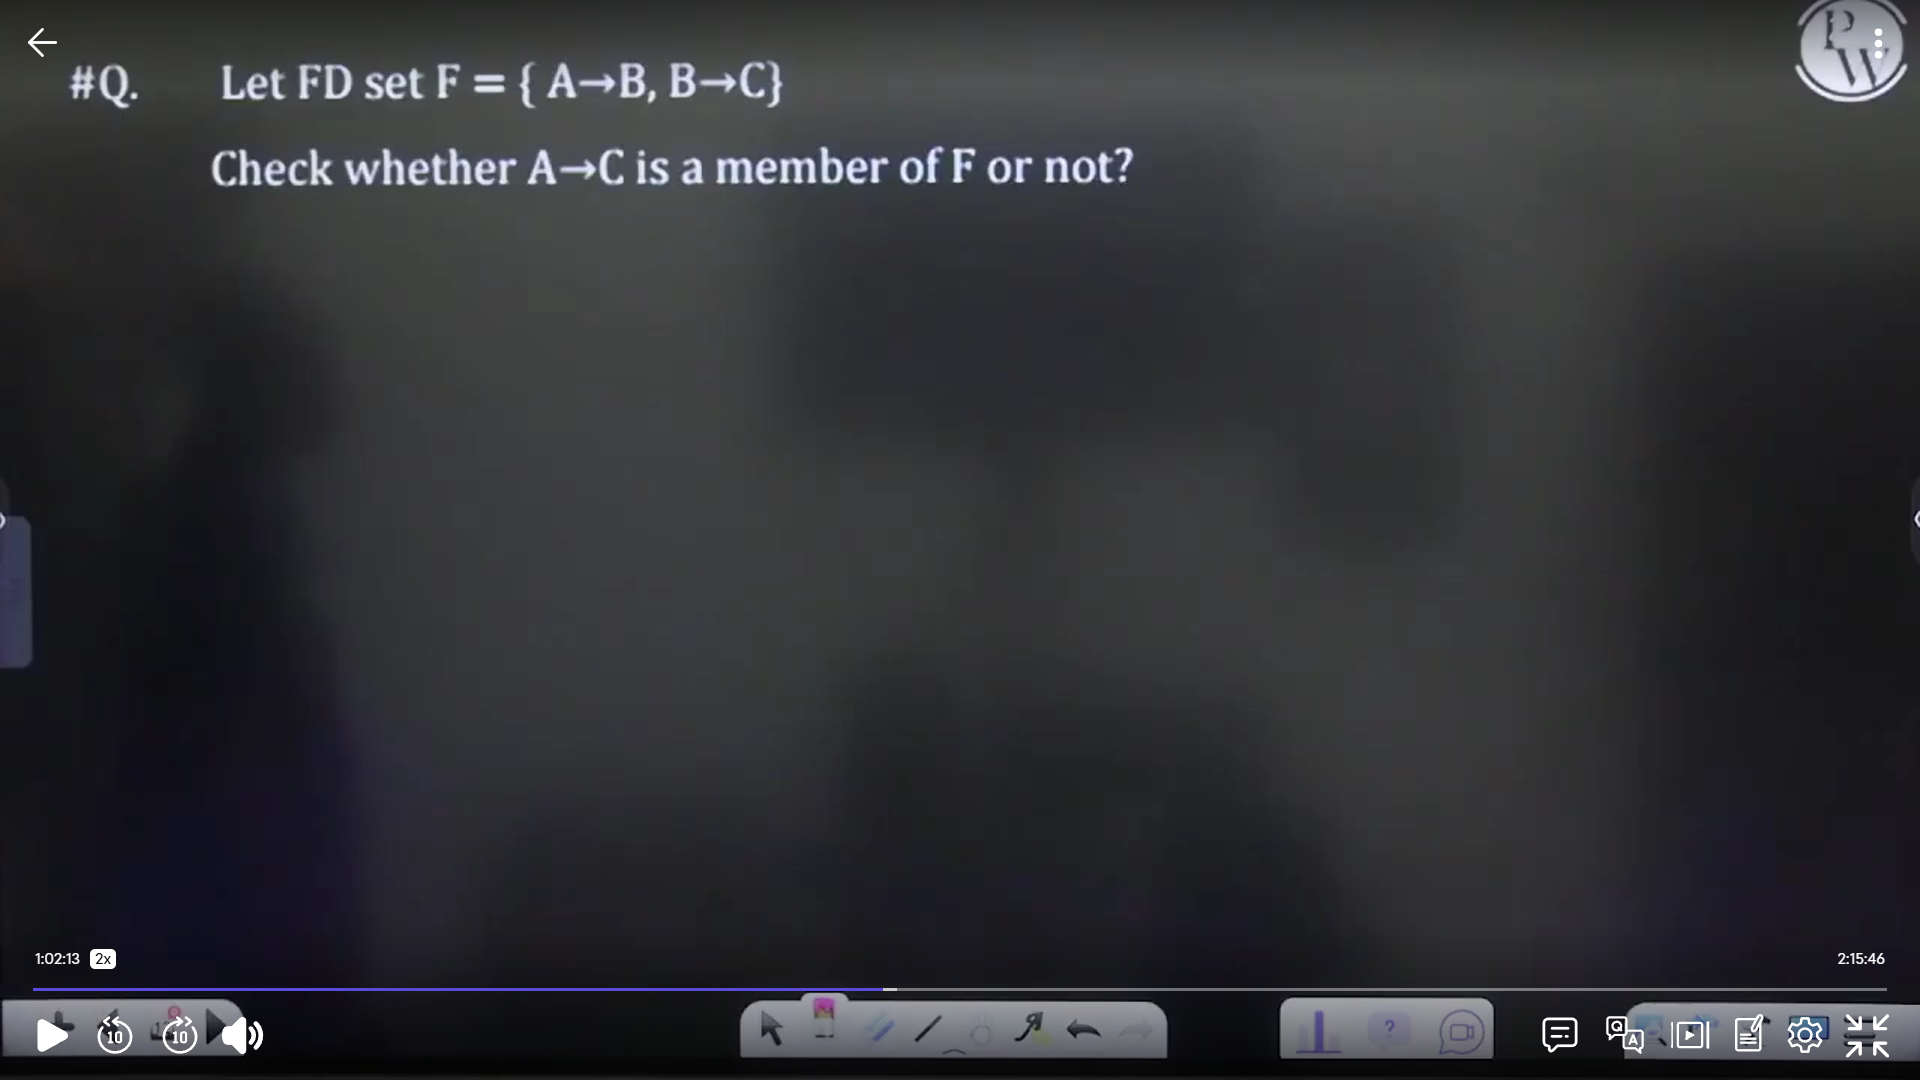 #Q. Let FD set F = { A→B, B→C}
Check whether A→C is a member of F or not?
PW
1:02:13 2x
2:15:46
10 10
?
Q A